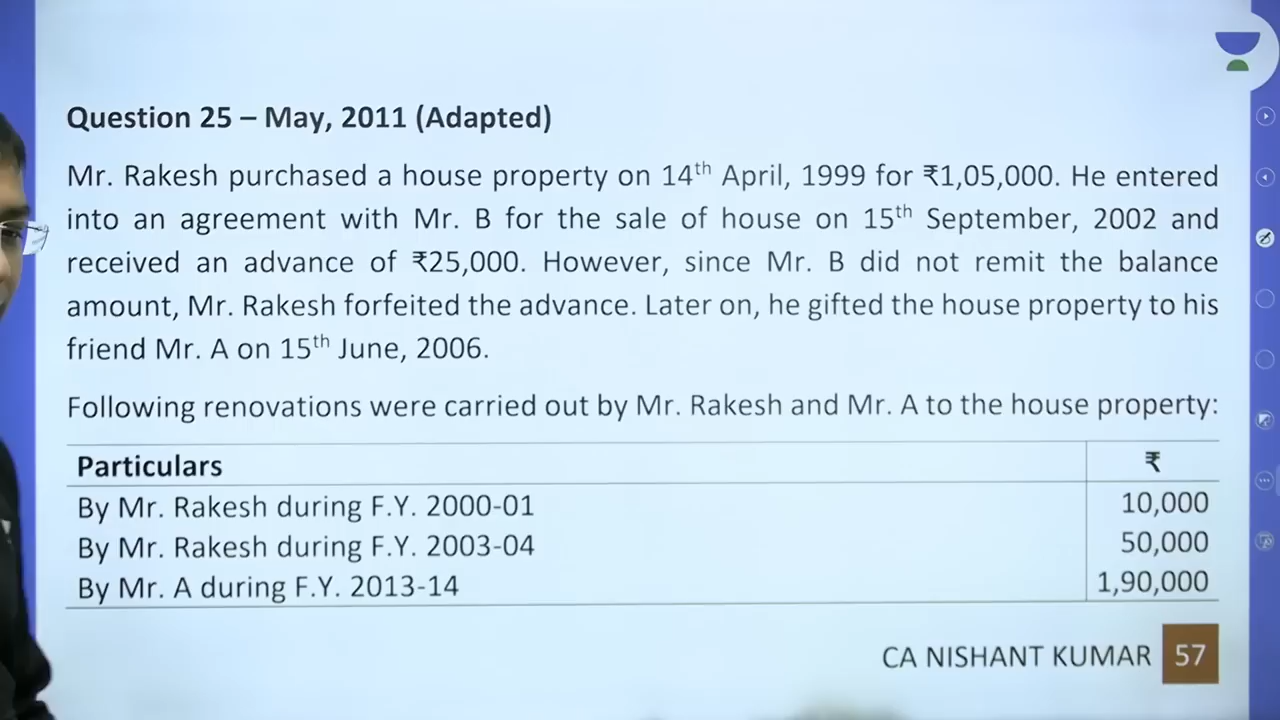 Question 25 – May, 2011 (Adapted)
Mr. Rakesh purchased a house property on 14th April, 1999 for ₹1,05,000. He entered
into an agreement with Mr. B for the sale of house on 15th September, 2002 and
received an advance of ₹25,000. However, since Mr. B did not remit the balance
amount, Mr. Rakesh forfeited the advance. Later on, he gifted the house property to his
friend Mr. A on 15th June, 2006.
Following renovations were carried out by Mr. Rakesh and Mr. A to the house property:
Particulars ₹
By Mr. Rakesh during F.Y. 2000-01 10,000
By Mr. Rakesh during F.Y. 2003-04 50,000
By Mr. A during F.Y. 2013-14 1,90,000
CA NISHANT KUMAR 57